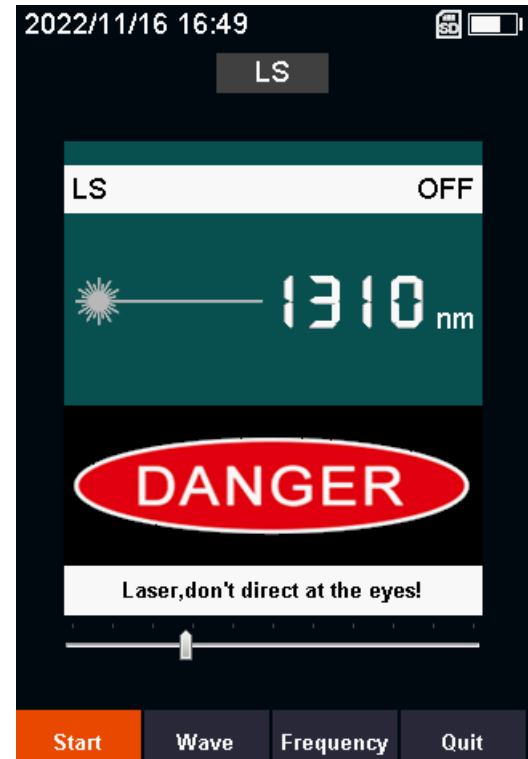 2022/11/16 16:49 SD
LS
LS OFF
1310 nm
DANGER
Laser,don't direct at the eyes!
Start Wave Frequency Quit